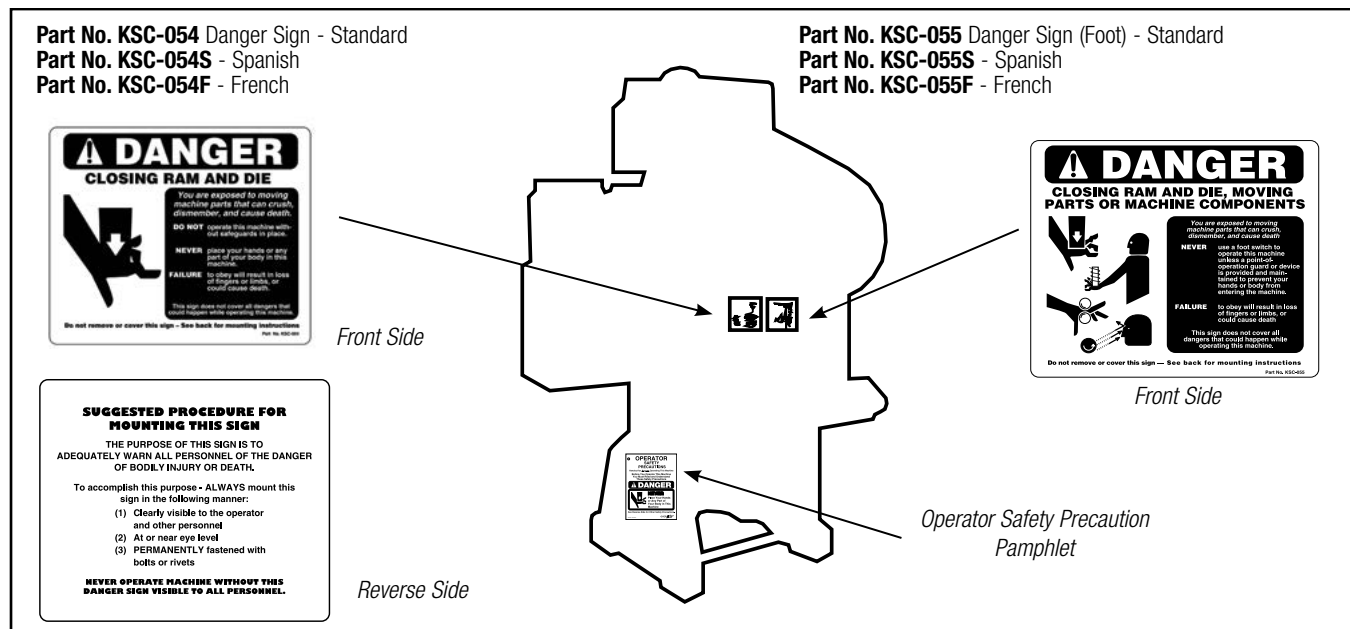 Part No. KSC-054 Danger Sign - Standard
Part No. KSC-054S - Spanish
Part No. KSC-054F - French
Part No. KSC-055 Danger Sign (Foot) - Standard
Part No. KSC-055S - Spanish
Part No. KSC-055F - French
DANGER
CLOSING RAM AND DIE
You are exposed to moving
machine parts that can crush,
dismember, and cause death.
DO NOT operate this machine with-
out safeguards in place.
NEVER place your hands or any
part of your body in this
machine.
FAILURE to obey will result in loss
of fingers or limbs, or
could cause death.
This sign does not cover all dangers that
could happen while operating this machine.
Do not remove or cover this sign – See back for mounting instructions
Front Side
DANGER
CLOSING RAM AND DIE, MOVING
PARTS OR MACHINE COMPONENTS
You are exposed to moving
machine parts that can crush,
dismember, and cause death
NEVER use a foot switch to
operate this machine
unless a point-of-
operation guard or device
is provided and main-
tained to prevent your
hands or body from
entering the machine.
FAILURE to obey will result in loss
of fingers or limbs, or
could cause death
This sign does not cover all
dangers that could happen while
operating this machine.
Do not remove or cover this sign — See back for mounting instructions
Part No. KSC-055
Front Side
SUGGESTED PROCEDURE FOR
MOUNTING THIS SIGN
THE PURPOSE OF THIS SIGN IS TO
ADEQUATELY WARN ALL PERSONNEL OF THE DANGER
OF BODILY INJURY OR DEATH.
To accomplish this purpose - ALWAYS mount this
sign in the following manner:
(1) Clearly visible to the operator
and other personnel
(2) At or near eye level
(3) PERMANENTLY fastened with
bolts or rivets
NEVER OPERATE MACHINE WITHOUT THIS
DANGER SIGN VISIBLE TO ALL PERSONNEL.
Reverse Side
OPERATOR
SAFETY
PRECAUTIONS
DANGER
NEVER
Place Your Hands
or Any Part of
Your Body in This
Machine
Operator Safety Precaution
Pamphlet